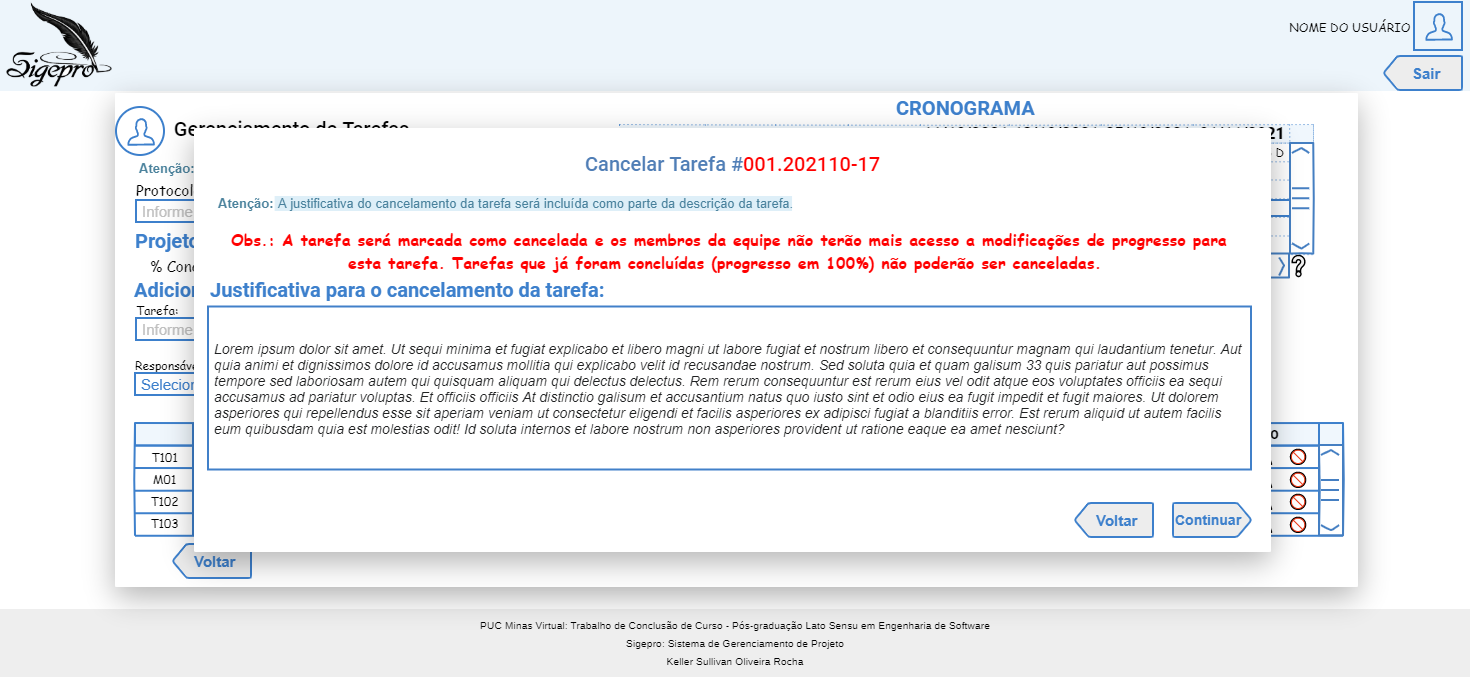 Sigepro
NOME DO USUÁRIO
Sair
CRONOGRAMA
Atenção:
D
Cancelar Tarefa #001.202110-17
Atenção: A justificativa do cancelamento da tarefa será incluída como parte da descrição da tarefa.
Protocol
Informe
Obs.: A tarefa será marcada como cancelada e os membros da equipe não terão mais acesso a modificações de progresso para
esta tarefa. Tarefas que já foram concluídas (progresso em 100%) não poderão ser canceladas.
Projeto
% Conc
Adicion
Justificativa para o cancelamento da tarefa:
Tarefa:
Informe
Lorem ipsum dolor sit amet. Ut sequi minima et fugiat explicabo et libero magni ut labore fugiat et nostrum libero et consequuntur magnam qui laudantium tenetur. Aut
quia animi et dignissimos dolore id accusamus mollitia qui explicabo velit id recusandae nostrum. Sed soluta quia et quam galisum 33 quis pariatur aut possimus
tempore sed laboriosam autem qui quisquam aliquam qui delectus delectus. Rem rerum consequuntur est rerum eius vel odit atque eos voluptates officiis ea sequi
accusamus ad pariatur voluptas. Et officiis officiis At distinctio galisum et accusantium natus quo iusto sint et odio eius ea fugit impedit et fugit maiores. Ut dolorem
asperiores qui repellendus esse sit aperiam veniam ut consectetur eligendi et facilis asperiores ex adipisci fugiat a blanditiis error. Est rerum aliquid ut autem facilis
eum quibusdam quia est molestias odit! Id soluta internos et labore nostrum non asperiores provident ut ratione eaque ea amet nesciunt?
Responsáve
Selecion
T101
M01
T102
T103
Voltar
Continuar
Voltar
PUC Minas Virtual: Trabalho de Conclusão de Curso - Pós-graduação Lato Sensu em Engenharia de Software
Sigepro: Sistema de Gerenciamento de Projeto
Keller Sullivan Oliveira Rocha